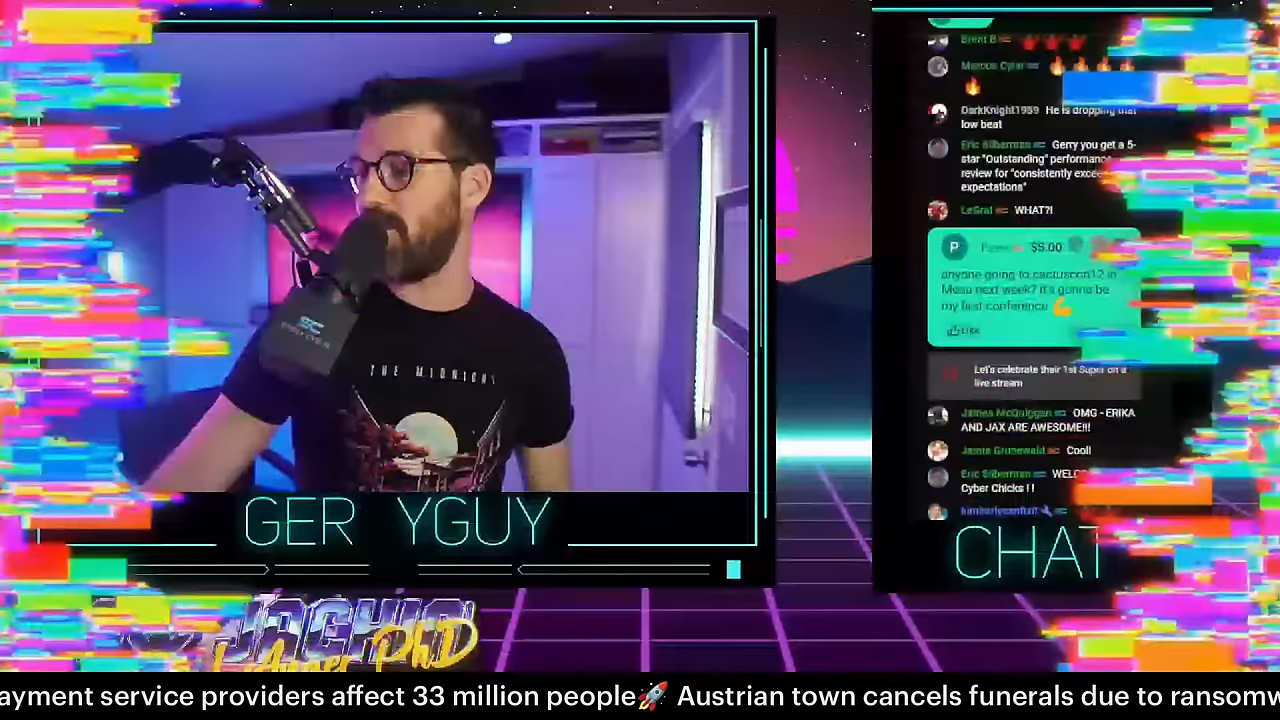 Brent B
Marcus Cyler
DarkKnight1959 He is dropping that
low beat
Eric Silberman Gerry you get a 5-
star "Outstanding" performance
review for "consistently
expectations"
LeGrat WHAT?!
P $5.00
anyone going to cactuscon12 in
Mesa next week? it's gonna be
my first conference
Like
Let's celebrate their 1st Super on a
live stream
James McQuiggan OMG - ERIKA
AND JAX ARE AWESOME!!!
Jamie Grunewald Cool!
Eric Silberman
Cyber Chicks ! !
kimberlycanfixit
THE MIDNIGHT
GER YGUY
CHAT
PhD
ayment service providers affect 33 million people🚀 Austrian town cancels funerals due to ransomw